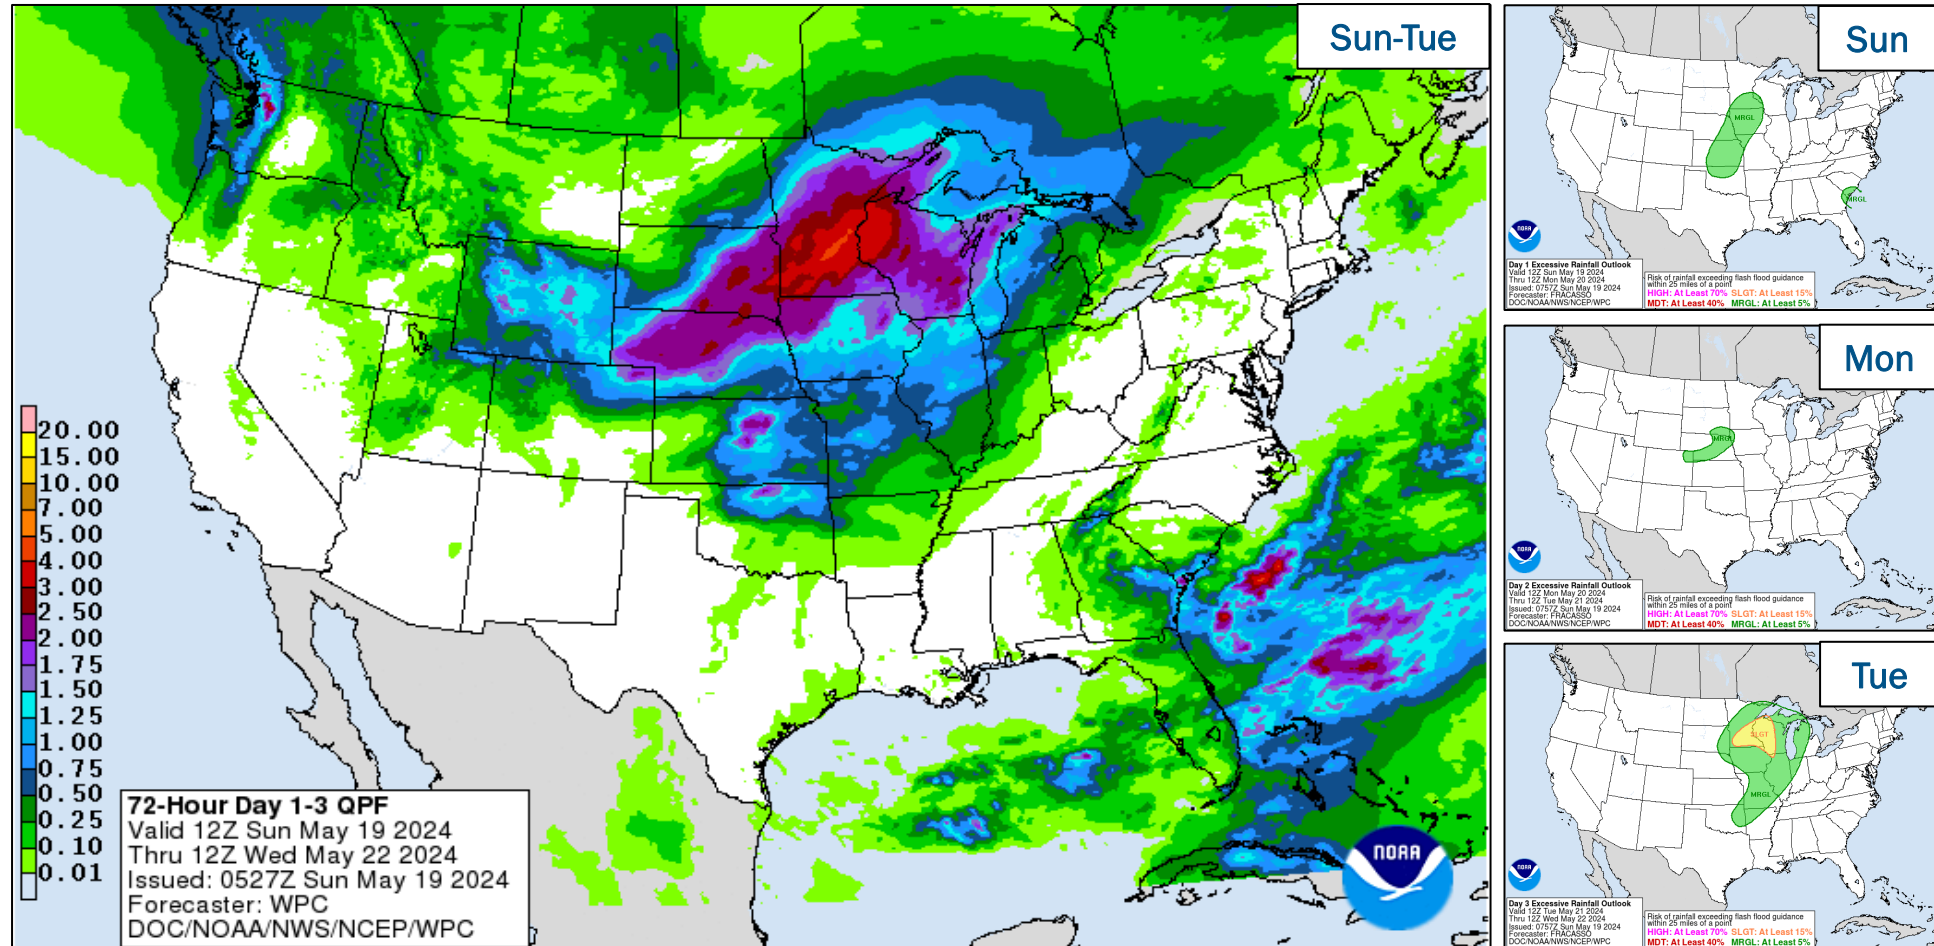 Sun-Tue
20.00
15.00
10.00
7.00
5.00
4.00
3.00
2.50
2.00
1.75
1.50
1.25
1.00
0.75
0.50
0.25
0.10
0.01
72-Hour Day 1-3 QPF
Valid 12Z Sun May 19 2024
Thru 12Z Wed May 22 2024
Issued: 0527Z Sun May 19 2024
Forecaster: WPC
DOC/NOAA/NWS/NCEP/WPC
NOAA
Sun
MRGL
MRGL
NOAA
Day 1 Excessive Rainfall Outlook
Valid 12Z Sun May 19 2024
Thru 12Z Mon May 20 2024
Issued: 0757Z Sun May 19 2024
Forecaster: FRACASSO
DOC/NOAA/NWS/NCEP/WPC
Risk of rainfall exceeding flash flood guidance
within 25 miles of a point
HIGH: At Least 70% SLGT: At Least 15%
MDT: At Least 40% MRGL: At Least 5%
Mon
MRGL
NOAA
Day 2 Excessive Rainfall Outlook
Valid 12Z Mon May 20 2024
Thru 12Z Tue May 21 2024
Issued: 0757Z Sun May 19 2024
Forecaster: FRACASSO
DOC/NOAA/NWS/NCEP/WPC
Risk of rainfall exceeding flash flood guidance
within 25 miles of a point
HIGH: At Least 70% SLGT: At Least 15%
MDT: At Least 40% MRGL: At Least 5%
Tue
SLGT
MRGL
NOAA
Day 3 Excessive Rainfall Outlook
Valid 12Z Tue May 21 2024
Thru 12Z Wed May 22 2024
Issued: 0757Z Sun May 19 2024
Forecaster: FRACASSO
DOC/NOAA/NWS/NCEP/WPC
Risk of rainfall exceeding flash flood guidance
within 25 miles of a point
HIGH: At Least 70% SLGT: At Least 15%
MDT: At Least 40% MRGL: At Least 5%